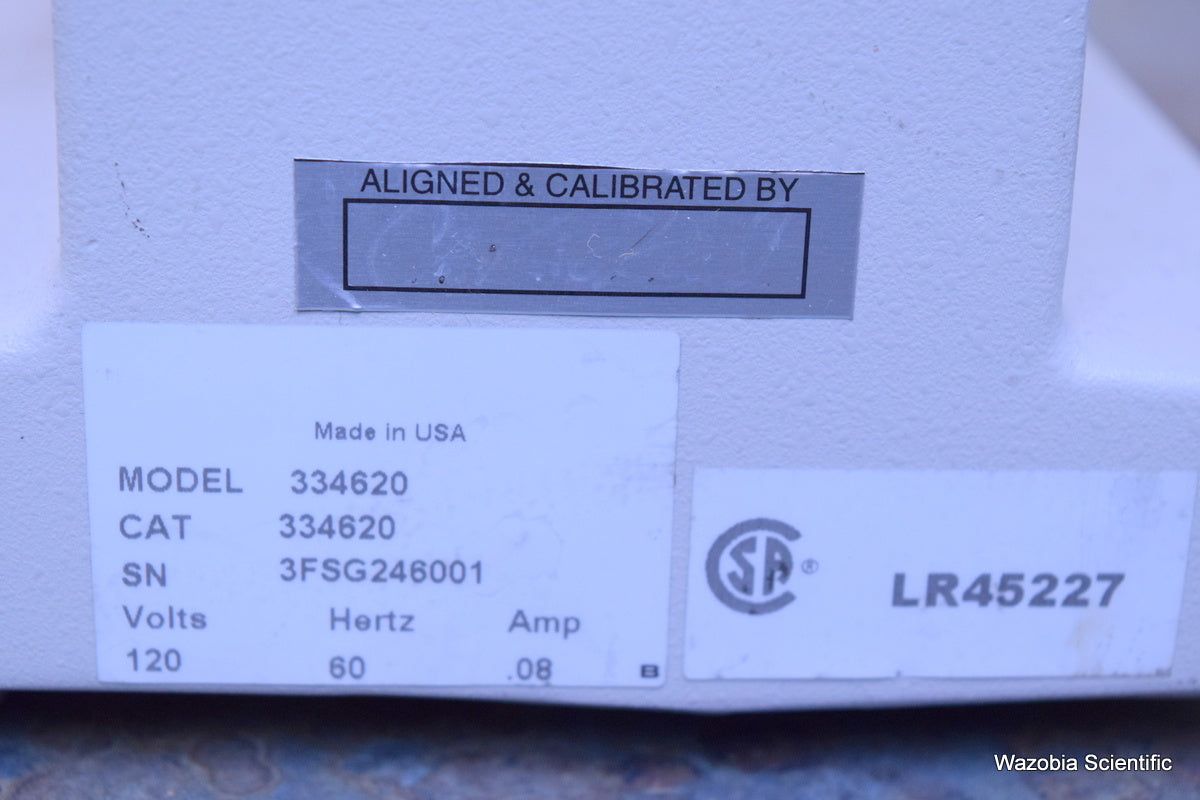 ALIGNED & CALIBRATED BY
Made in USA
MODEL 334620
CAT 334620
SN 3FSG246001
Volts Hertz Amp
120 60 .08 B
CSA ® LR45227
Wazobia Scientific